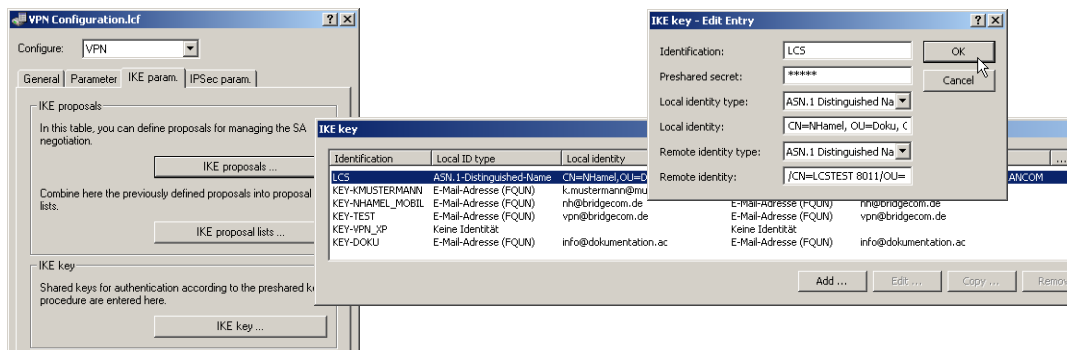 VPN Configuration.lcf
Configure: VPN
General Parameter IKE param. IPSec param.
IKE proposals
In this table, you can define proposals for managing the SA
negotiation.
IKE proposals ...
Combine here the previously defined proposals into proposal
lists.
IKE proposal lists ...
IKE key
Shared keys for authentication according to the preshared
procedure are entered here.
IKE key ...
IKE key
Identification Local ID type Local identity ...
LCS ASN.1-Distinguished-Name CN=NHamel,OU=D ANCOM
KEY-KMUSTERMANN E-Mail-Adresse (FQUN) k.mustermann@mu
KEY-NHAMEL_MOBIL E-Mail-Adresse (FQUN) nh@bridgecom.de E-Mail-Adresse (FQUN) nh@bridgecom.de
KEY-TEST E-Mail-Adresse (FQUN) vpn@bridgecom.de E-Mail-Adresse (FQUN) vpn@bridgecom.de
KEY-VPN_XP Keine Identität Keine Identität
KEY-DOKU E-Mail-Adresse (FQUN) info@dokumentation.ac E-Mail-Adresse (FQUN) info@dokumentation.ac
Add ... Edit ... Copy ... Remov
IKE key - Edit Entry
Identification: LCS OK
Preshared secret: ***** Cancel
Local identity type: ASN.1 Distinguished Na
Local identity: CN=NHamel, OU=Doku,
Remote identity type: ASN.1 Distinguished Na
Remote identity: /CN=LCSTEST 8011/OU=